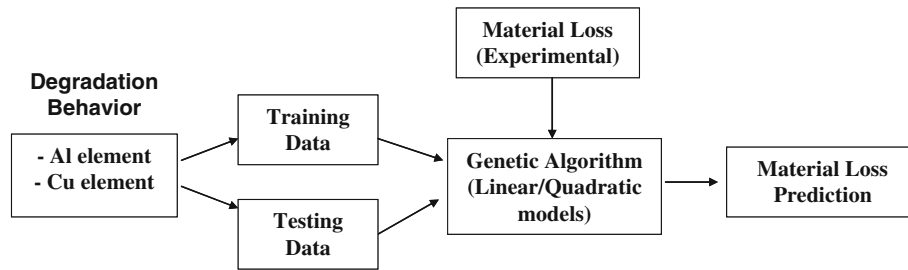 Material Loss
(Experimental)
Degradation
Behavior
- Al element
- Cu element
Training
Data
Testing
Data
Genetic Algorithm
(Linear/Quadratic
models)
Material Loss
Prediction